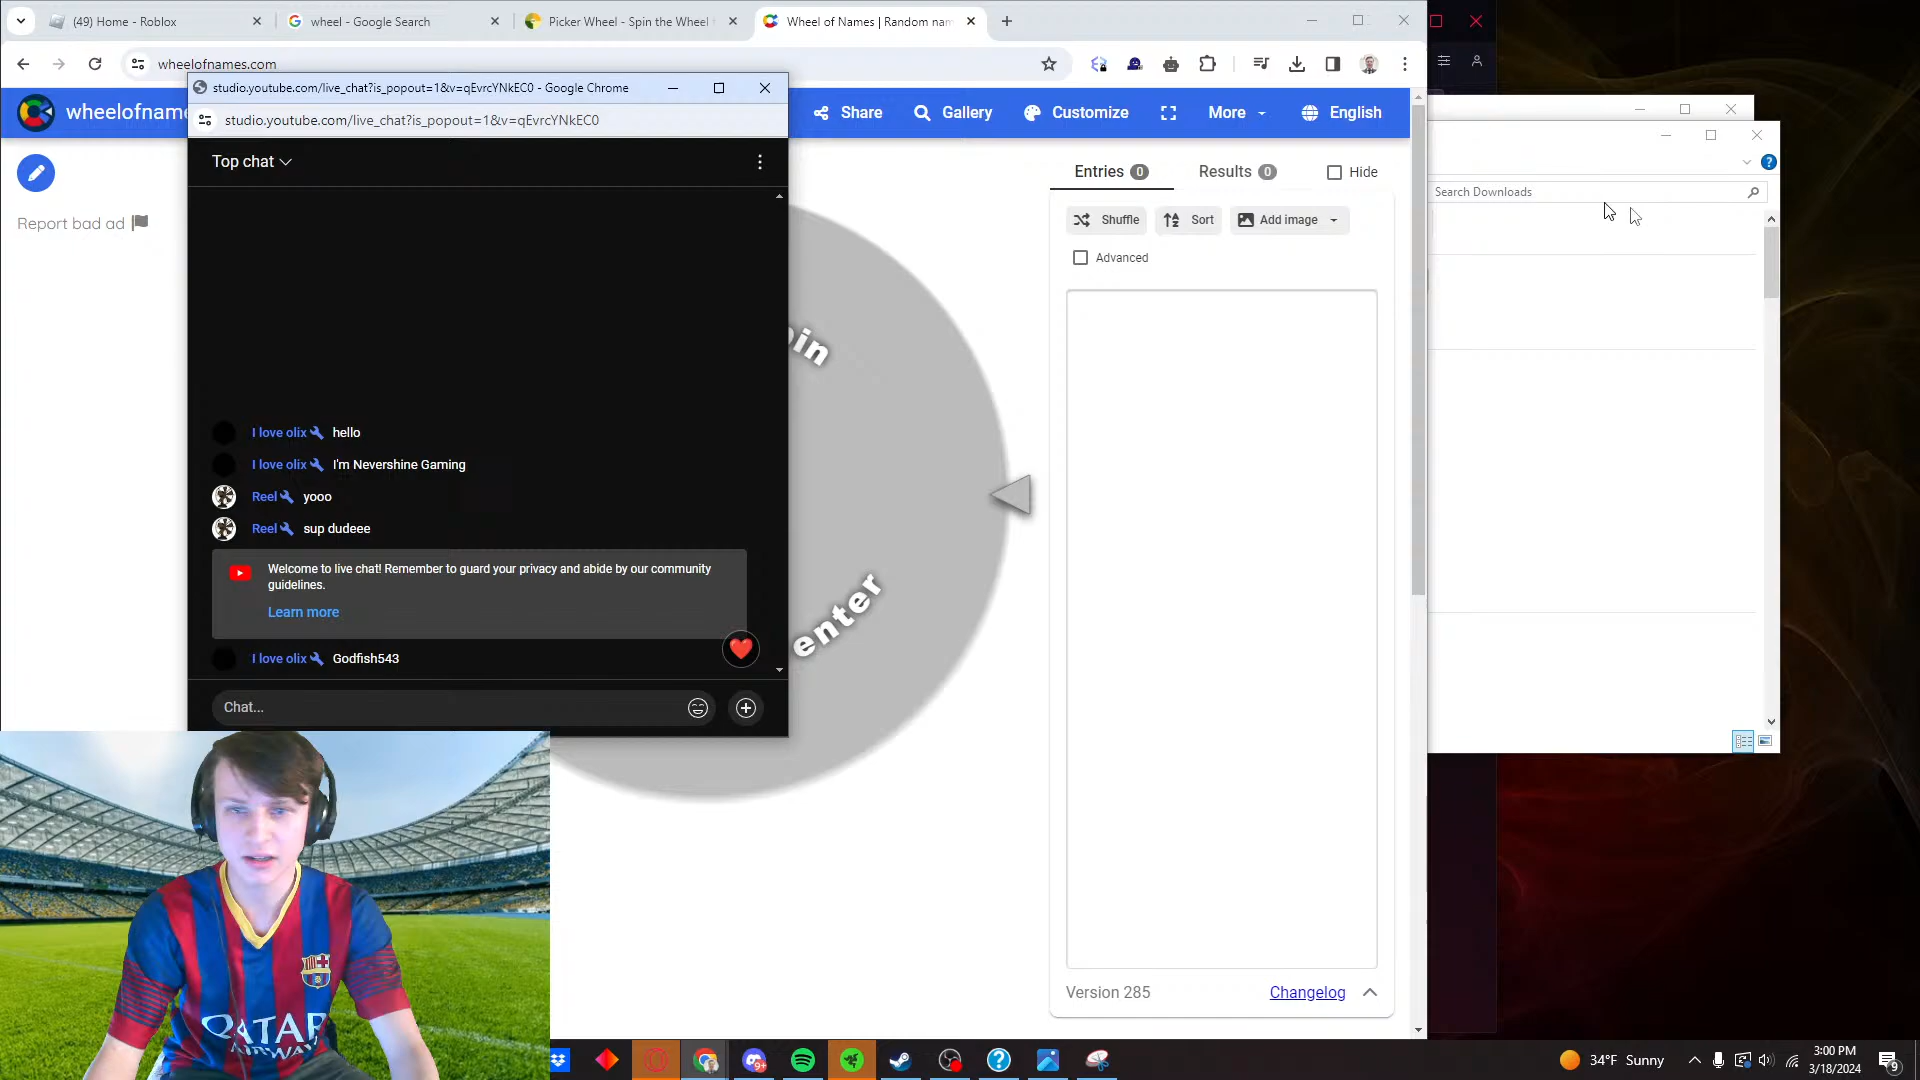 (49) Home - Roblox
wheel - Google Search
Picker Wheel - Spin the Wheel
Wheel of Names | Random nam
wheelofnames.com
studio.youtube.com/live_chat?is_popout=1&v=qEvrcYNkEC0 - Google Chrome
studio.youtube.com/live_chat?is_popout=1&v=qEvrcYNkEC0
wheelofname
Share
Gallery
Customize
More
English
Top chat
Report bad ad
Entries 0
Results 0
Hide
Shuffle
Sort
Add image
Advanced
Search Downloads
in
enter
I love olix hello
I love olix I'm Nevershine Gaming
Reel yooo
Reel sup dudeee
Welcome to live chat! Remember to guard your privacy and abide by our community
guidelines.
Learn more
I love olix Godfish543
Chat...
QATAR
AIRWAY
Version 285
Changelog
9+
34°F Sunny
3:00 PM
3/18/2024
9